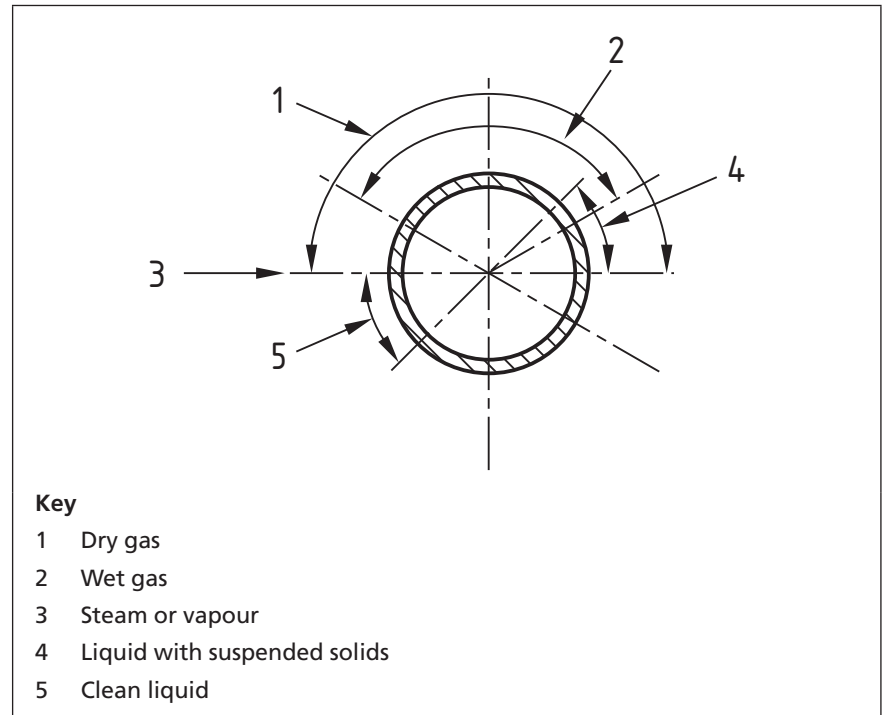 1
2
3
4
5
Key
1 Dry gas
2 Wet gas
3 Steam or vapour
4 Liquid with suspended solids
5 Clean liquid